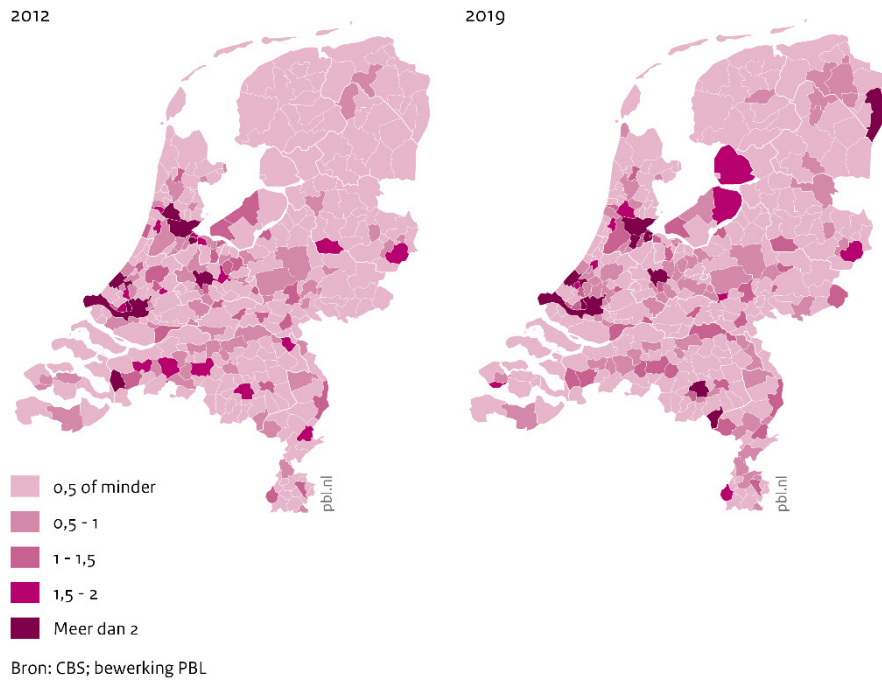 2012
2019
0,5 of minder
0,5 - 1
1 - 1,5
1,5 - 2
Meer dan 2
pbl.nl
pbl.nl
Bron: CBS; bewerking PBL